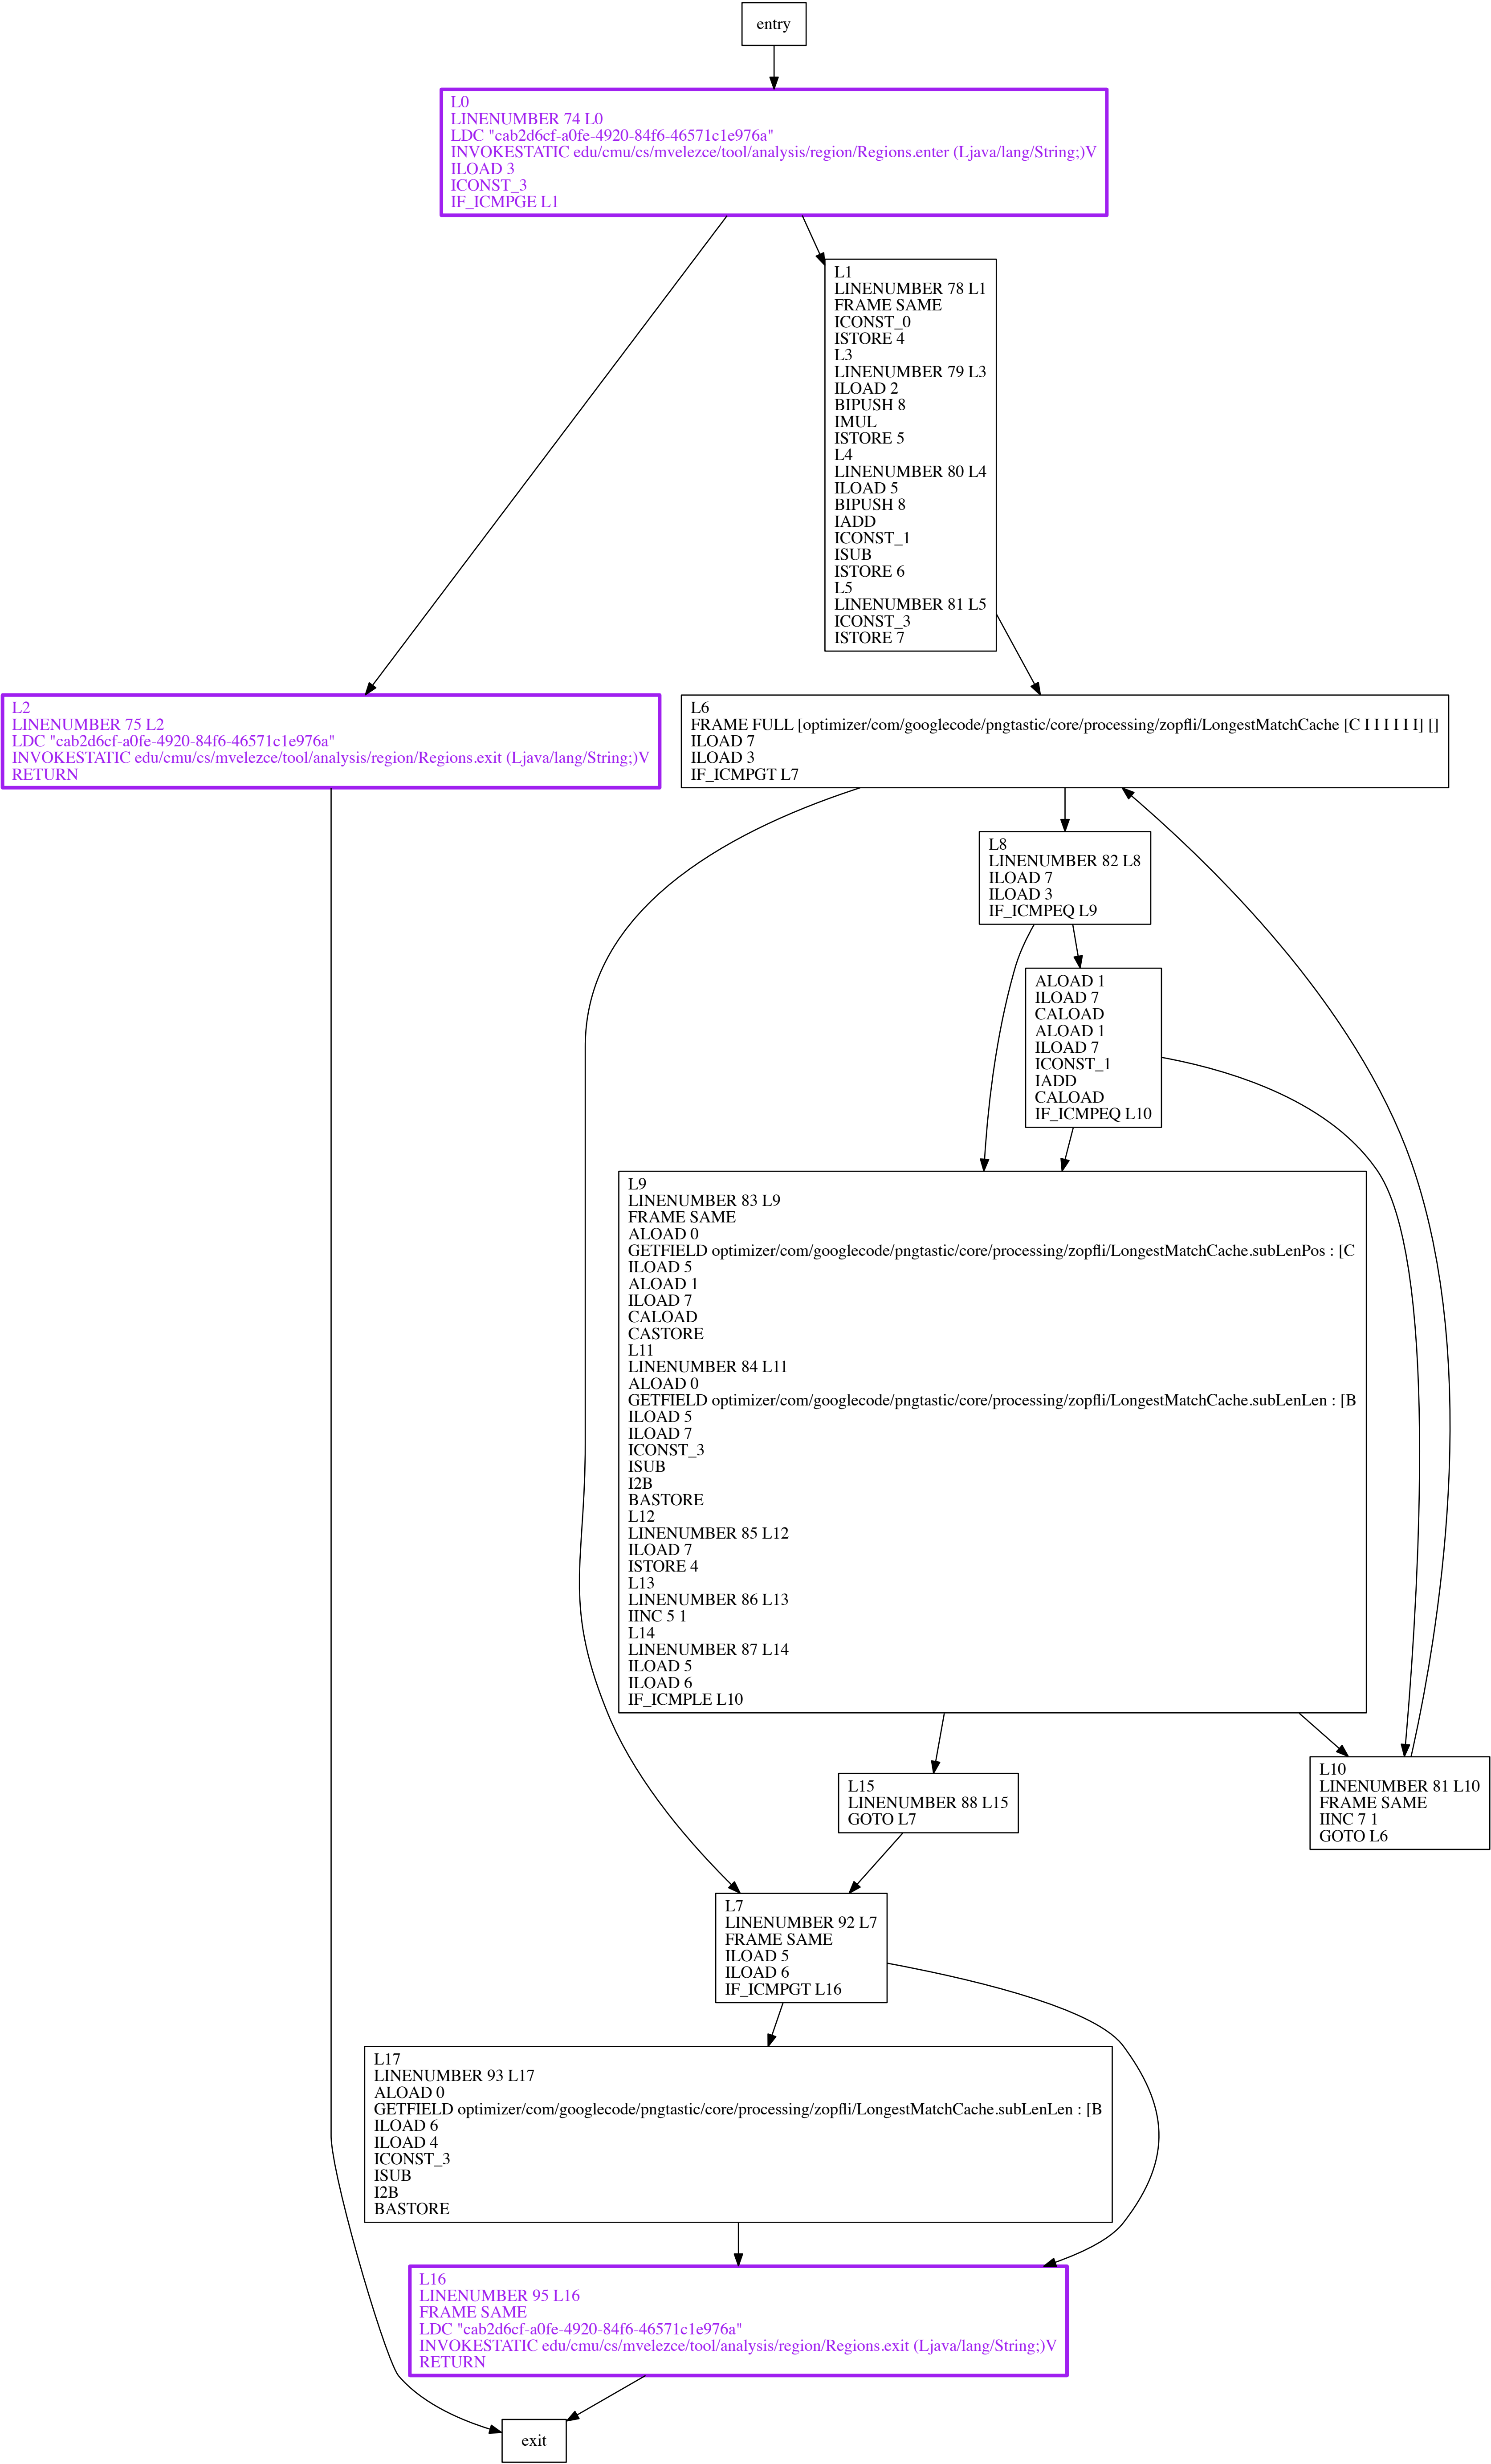 entry
L0
LINENUMBER 74 L0
LDC "cab2d6cf-a0fe-4920-84f6-46571c1e976a"
INVOKESTATIC edu/cmu/cs/mvelezce/tool/analysis/region/Regions.enter (Ljava/lang/String;)V
ILOAD 3
ICONST_3
IF_ICMPGE L1
L1
LINENUMBER 78 L1
FRAME SAME
ICONST_0
ISTORE 4
L3
LINENUMBER 79 L3
ILOAD 2
BIPUSH 8
IMUL
ISTORE 5
L4
LINENUMBER 80 L4
ILOAD 5
BIPUSH 8
IADD
ICONST_1
ISUB
ISTORE 6
L5
LINENUMBER 81 L5
ICONST_3
ISTORE 7
L2
LINENUMBER 75 L2
LDC "cab2d6cf-a0fe-4920-84f6-46571c1e976a"
INVOKESTATIC edu/cmu/cs/mvelezce/tool/analysis/region/Regions.exit (Ljava/lang/String;)V
RETURN
L6
FRAME FULL [optimizer/com/googlecode/pngtastic/core/processing/zopfli/LongestMatchCache [C I I I I I I] []
ILOAD 7
ILOAD 3
IF_ICMPGT L7
L8
LINENUMBER 82 L8
ILOAD 7
ILOAD 3
IF_ICMPEQ L9
ALOAD 1
ILOAD 7
CALOAD
ALOAD 1
ILOAD 7
ICONST_1
IADD
CALOAD
IF_ICMPEQ L10
L9
LINENUMBER 83 L9
FRAME SAME
ALOAD 0
GETFIELD optimizer/com/googlecode/pngtastic/core/processing/zopfli/LongestMatchCache.subLenPos : [C
ILOAD 5
ALOAD 1
ILOAD 7
CALOAD
CASTORE
L11
LINENUMBER 84 L11
ALOAD 0
GETFIELD optimizer/com/googlecode/pngtastic/core/processing/zopfli/LongestMatchCache.subLenLen : [B
ILOAD 5
ILOAD 7
ICONST_3
ISUB
I2B
BASTORE
L12
LINENUMBER 85 L12
ILOAD 7
ISTORE 4
L13
LINENUMBER 86 L13
IINC 5 1
L14
LINENUMBER 87 L14
ILOAD 5
ILOAD 6
IF_ICMPLE L10
L15
LINENUMBER 88 L15
GOTO L7
L10
LINENUMBER 81 L10
FRAME SAME
IINC 7 1
GOTO L6
L7
LINENUMBER 92 L7
FRAME SAME
ILOAD 5
ILOAD 6
IF_ICMPGT L16
L17
LINENUMBER 93 L17
ALOAD 0
GETFIELD optimizer/com/googlecode/pngtastic/core/processing/zopfli/LongestMatchCache.subLenLen : [B
ILOAD 6
ILOAD 4
ICONST_3
ISUB
I2B
BASTORE
L16
LINENUMBER 95 L16
FRAME SAME
LDC "cab2d6cf-a0fe-4920-84f6-46571c1e976a"
INVOKESTATIC edu/cmu/cs/mvelezce/tool/analysis/region/Regions.exit (Ljava/lang/String;)V
RETURN
exit